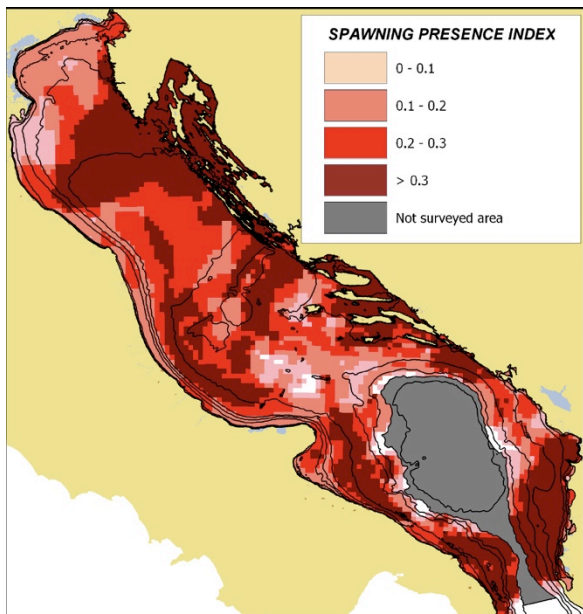 SPAWNING PRESENCE INDEX
0 - 0.1
0.1 - 0.2
0.2 - 0.3
> 0.3
Not surveyed area